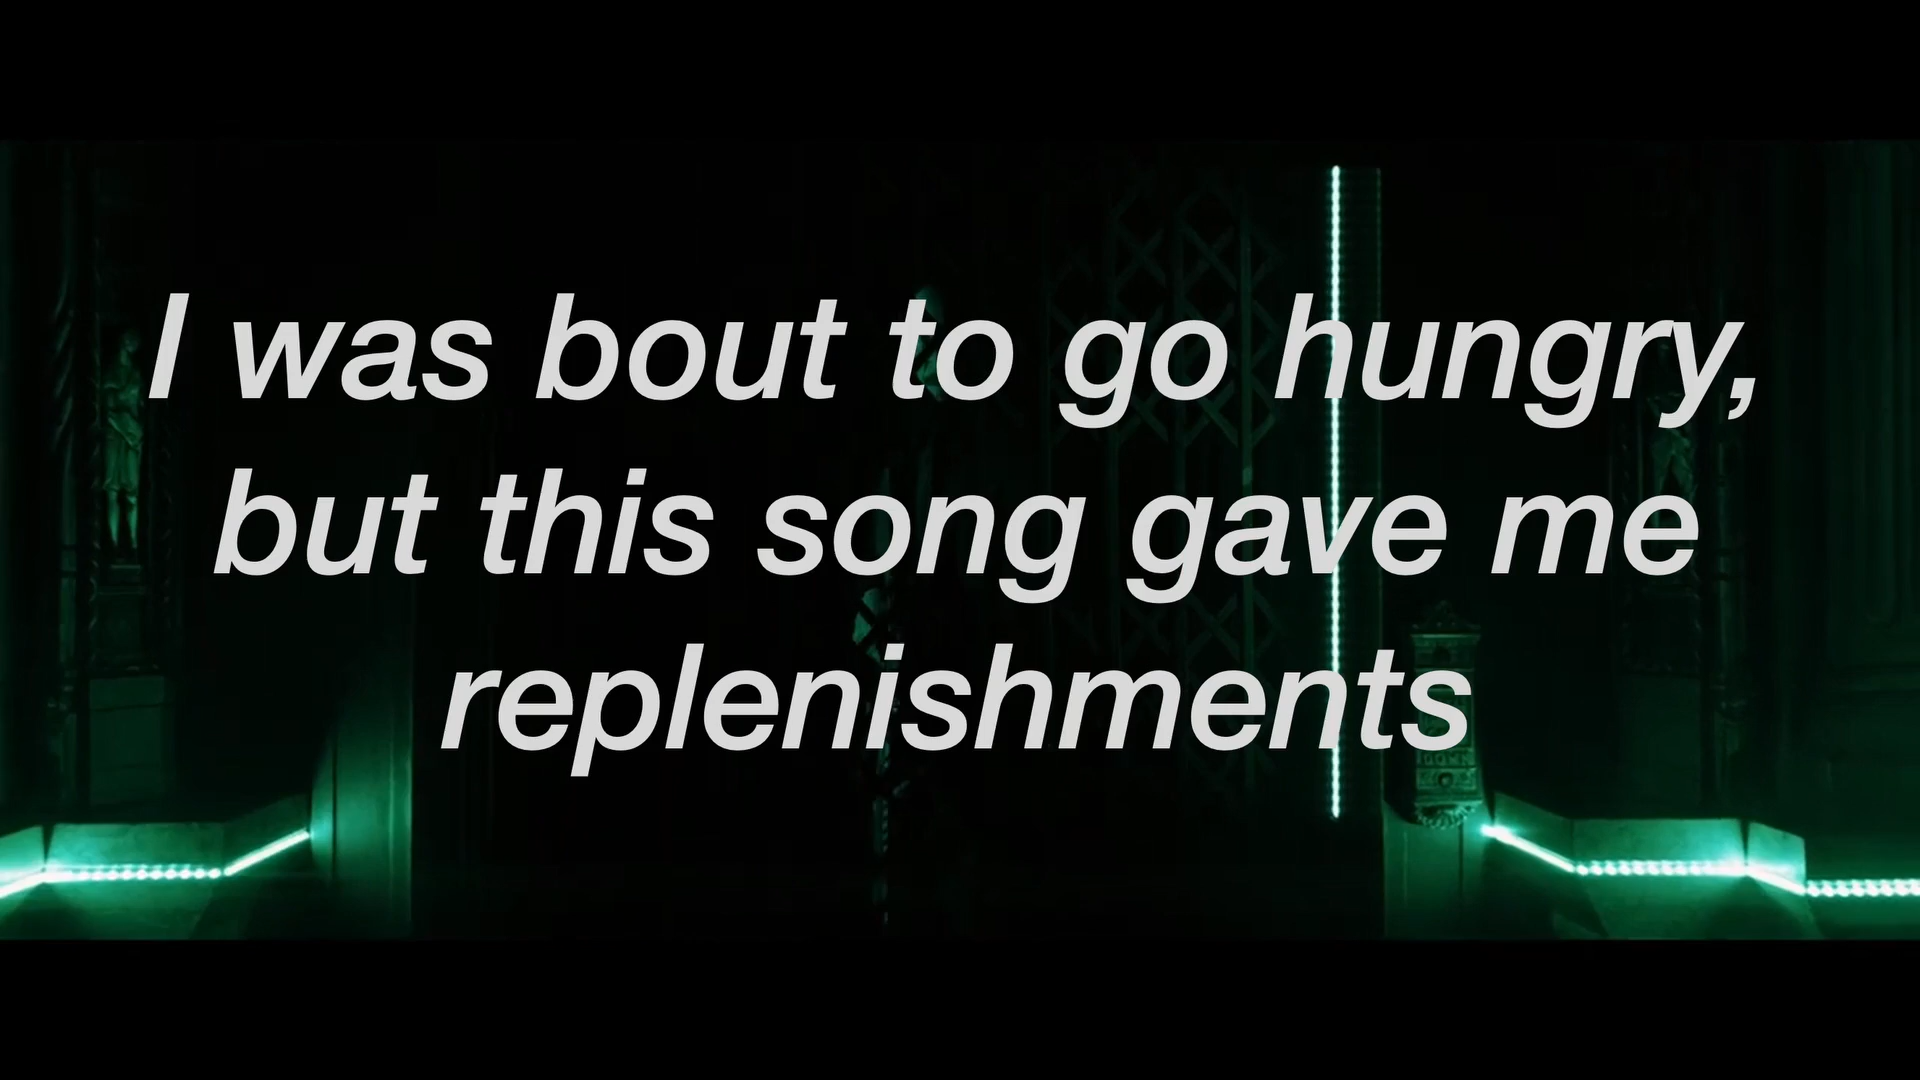 I was bout to go hungry,
but this song gave me
replenishments